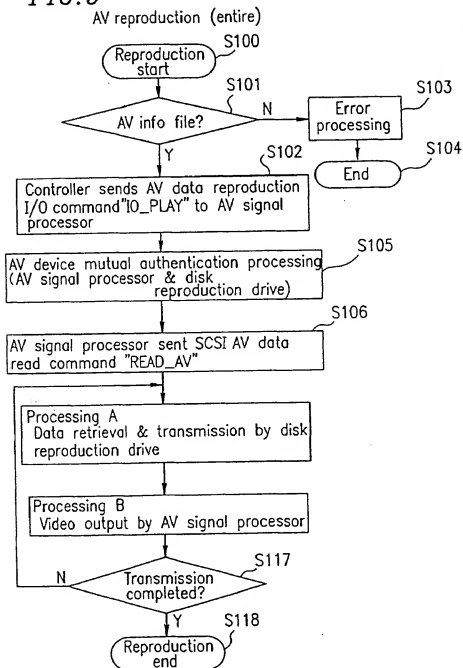 AV reproduction (entire)
S100
Reproduction
start
S101
AV info file?
N
S103
Error
processing
Y
S102
S104
End
Controller sends AV data reproduction
I/O command"IO_PLAY" to AV signal
processor
S105
AV device mutual authentication processing
(AV signal processor & disk
reproduction drive)
S106
AV signal processor sent SCSI AV data
read command "READ_AV"
Processing A
Data retrieval & transmission by disk
reproduction drive
Processing B
Video output by AV signal processor
S117
N
Transmission
completed?
Y
S118
Reproduction
end